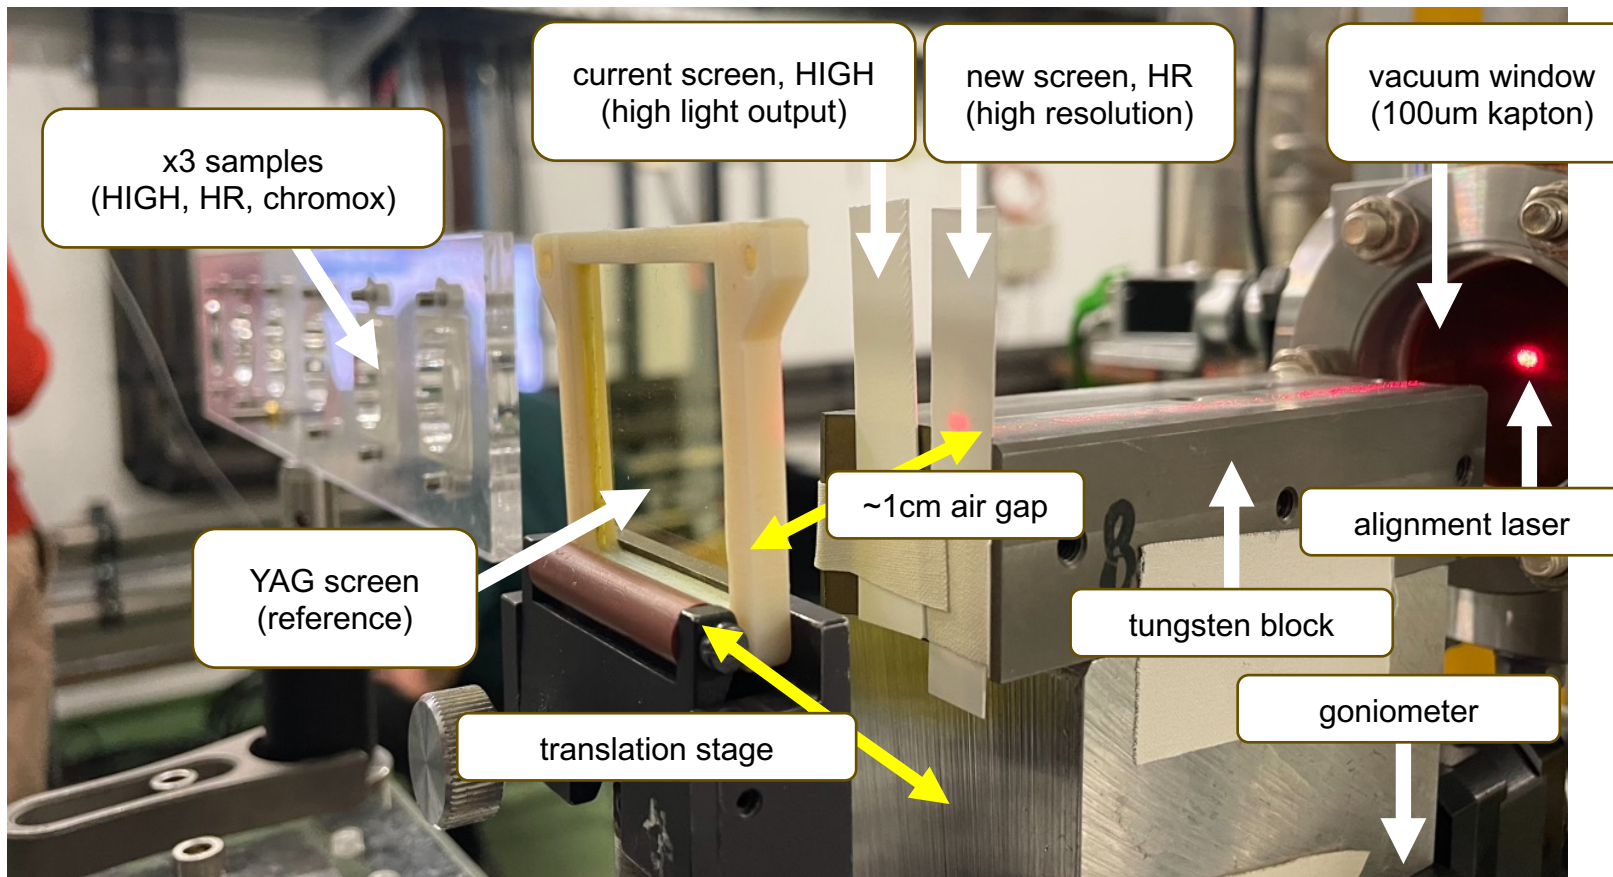 current screen, HIGH
(high light output)
new screen, HR
(high resolution)
vacuum window
(100um kapton)
x3 samples
(HIGH, HR, chromox)
~1cm air gap
alignment laser
YAG screen
(reference)
tungsten block
8
goniometer
translation stage